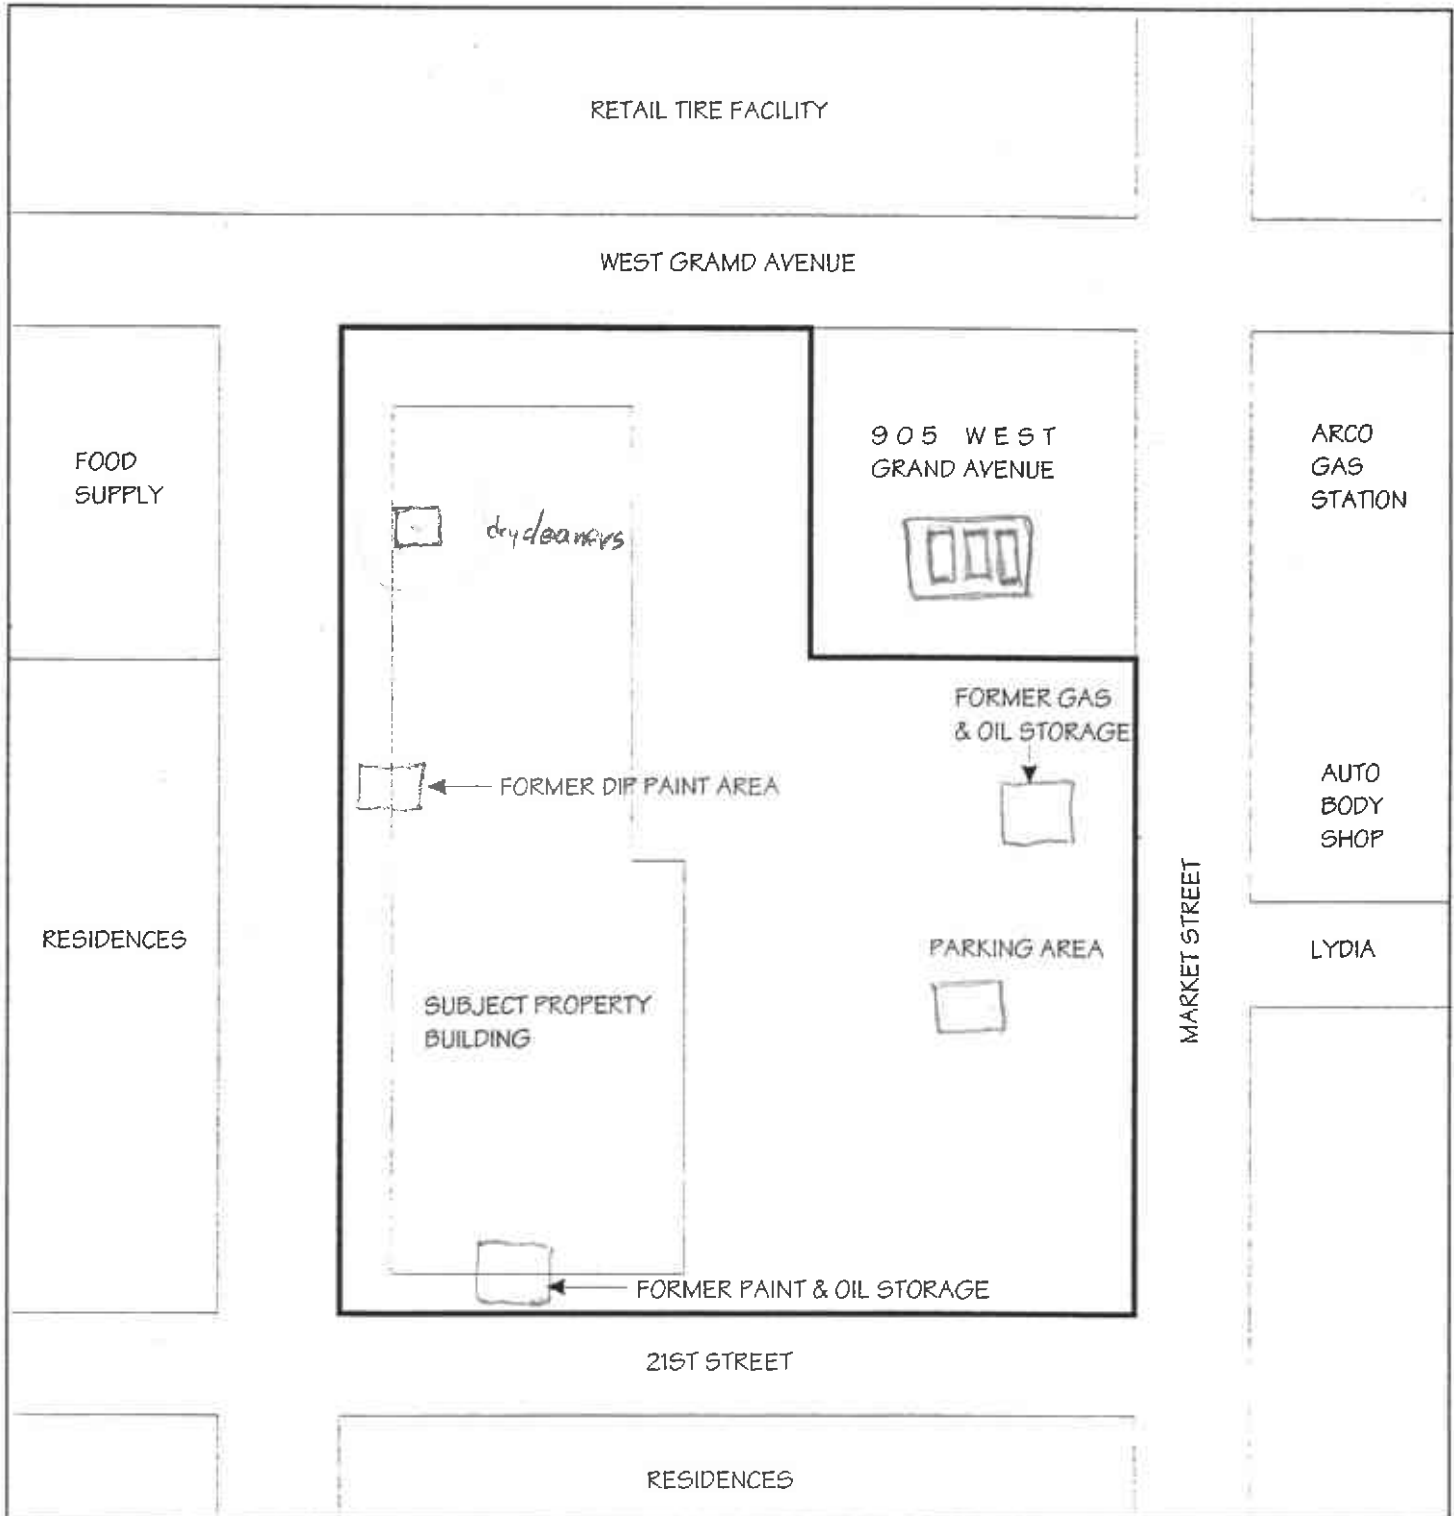 RETAIL TIRE FACILITY
WEST GRAMD AVENUE
FOOD
SUPPLY
905 WEST
GRAND AVENUE
ARCO
GAS
STATION
drycleaners
FORMER GAS
& OIL STORAGE
FORMER DIP PAINT AREA
AUTO
BODY
SHOP
RESIDENCES
PARKING AREA
MARKET STREET
LYDIA
SUBJECT PROPERTY
BUILDING
FORMER PAINT & OIL STORAGE
21ST STREET
RESIDENCES